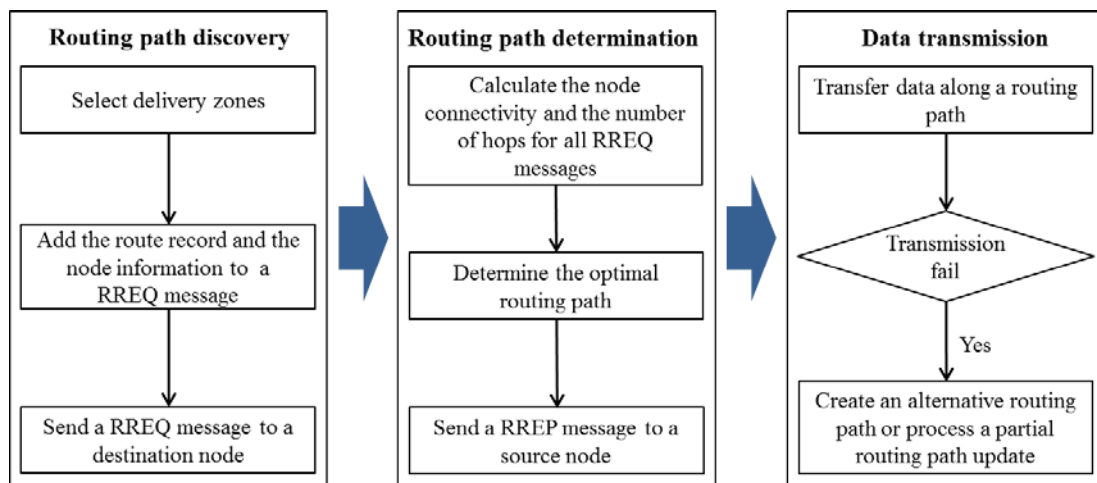 Routing path discovery
Select delivery zones
Add the route record and the
node information to a
RREQ message
Send a RREQ message to a
destination node
Routing path determination
Calculate the node
connectivity and the number
of hops for all RREQ
messages
Determine the optimal
routing path
Send a RREP message to a
source node
Data transmission
Transfer data along a routing
path
Transmission
fail
Yes
Create an alternative routing
path or process a partial
routing path update